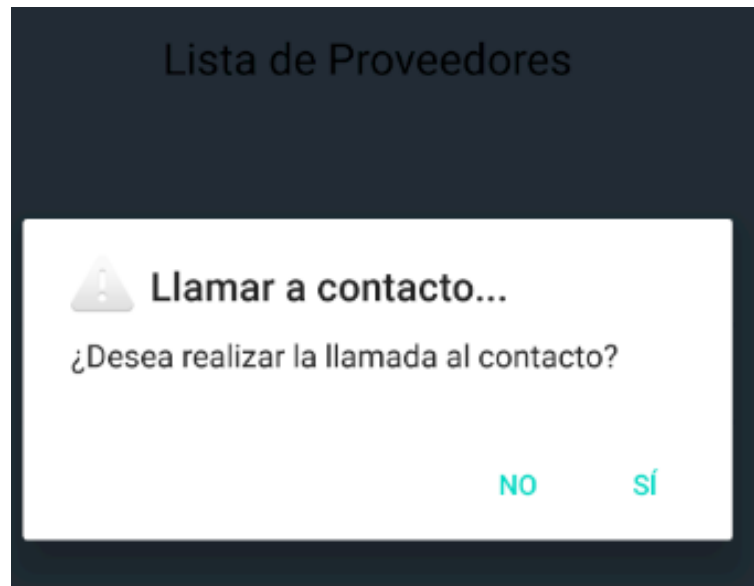 Lista de Proveedores
Llamar a contacto...
¿Desea realizar la llamada al contacto?
NO SÍ